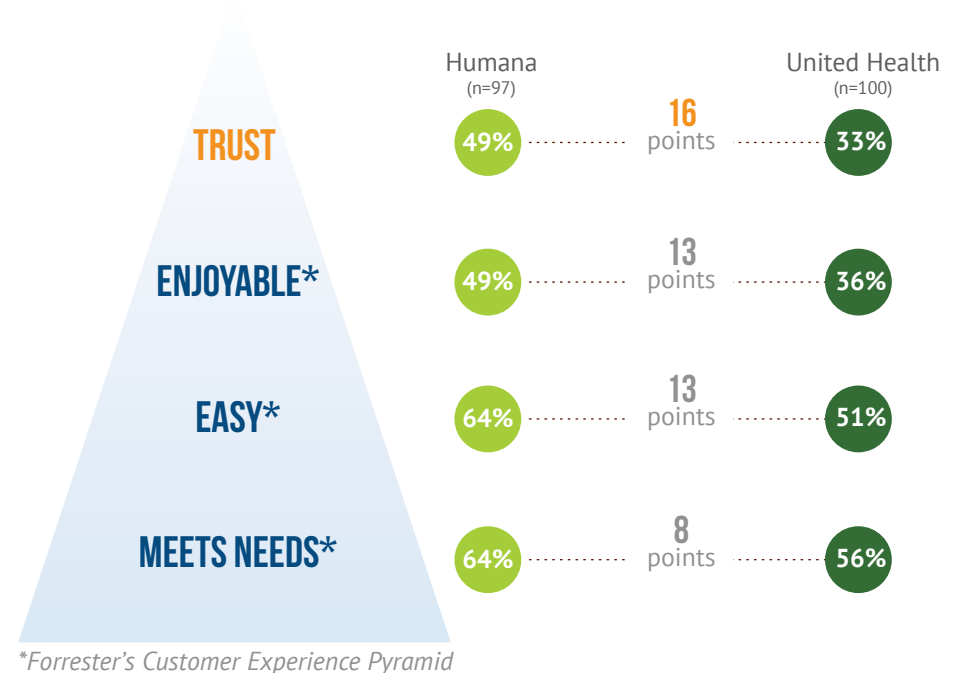 Humana
(n=97)
United Health
(n=100)
TRUST
49%
16
points
33%
ENJOYABLE*
49%
13
points
36%
EASY*
64%
13
points
51%
MEETS NEEDS*
64%
8
points
56%
*Forrester's Customer Experience Pyramid